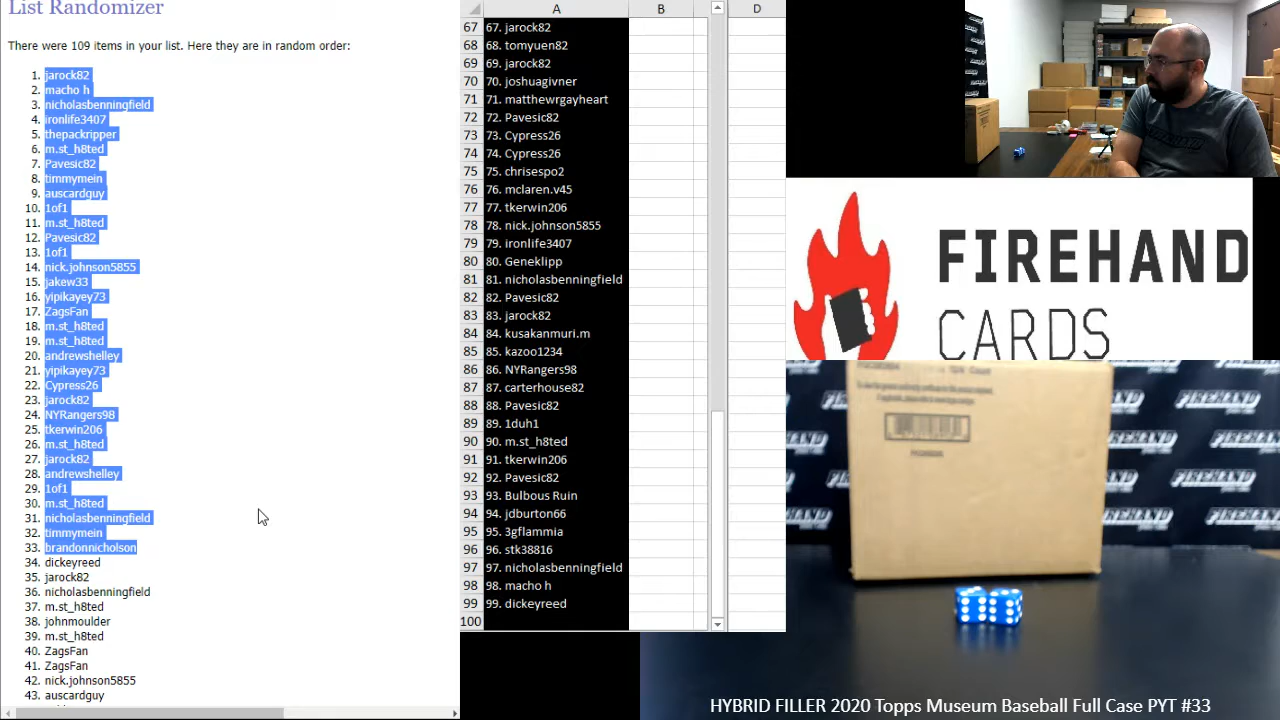 List Randomizer
There were 109 items in your list. Here they are in random order:
1. jarock82
2. macho h
3. nicholasbenningfield
4. ironlife3407
5. thepackripper
6. m.st_h8ted
7. Pavesic82
8. timmymein
9. auscardguy
10. 1of1
11. m.st_h8ted
12. Pavesic82
13. 1of1
14. nick.johnson5855
15. jakew33
16. yipikayey73
17. ZagsFan
18. m.st_h8ted
19. m.st_h8ted
20. andrewshelley
21. yipikayey73
22. Cypress26
23. jarock82
24. NYRangers98
25. tkerwin206
26. m.st_h8ted
27. jarock82
28. andrewshelley
29. 1of1
30. m.st_h8ted
31. nicholasbenningfield
32. timmymein
33. brandonnicholson
34. dickeyreed
35. jarock82
36. nicholasbenningfield
37. m.st_h8ted
38. johnmoulder
39. m.st_h8ted
40. ZagsFan
41. ZagsFan
42. nick.johnson5855
43. auscardguy
A B D
67 67. jarock82
68 68. tomyuen82
69 69. jarock82
70 70. joshuagivner
71 71. matthewrgayheart
72 72. Pavesic82
73 73. Cypress26
74 74. Cypress26
75 75. chrisespo2
76 76. mclaren.v45
77 77. tkerwin206
78 78. nick.johnson5855
79 79. ironlife3407
80 80. Geneklipp
81 81. nicholasbenningfield
82 82. Pavesic82
83 83. jarock82
84 84. kusakanmuri.m
85 85. kazoo1234
86 86. NYRangers98
87 87. carterhouse82
88 88. Pavesic82
89 89. 1duh1
90 90. m.st_h8ted
91 91. tkerwin206
92 92. Pavesic82
93 93. Bulbous Ruin
94 94. jdburton66
95 95. 3gflammia
96 96. stk38816
97 97. nicholasbenningfield
98 98. macho h
99 99. dickeyreed
100
FIREHAND
CARDS
FIREHAND
HYBRID FILLER 2020 Topps Museum Baseball Full Case PYT #33